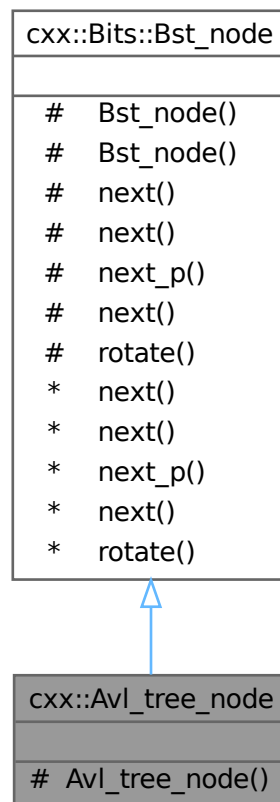 cxx::Bits::Bst_node
# Bst_node()
# Bst_node()
# next()
# next()
# next_p()
# next()
# rotate()
* next()
* next()
* next_p()
* next()
* rotate()
cxx::Avl_tree_node
# Avl_tree_node()